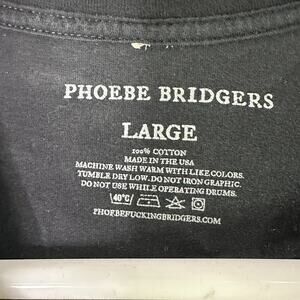 PHOEBE BRIDGERS
LARGE
100% COTTON
MADE IN THE USA
MACHINE WASH WARM WITH LIKE COLORS.
TUMBLR DRY LOW. DO NOT IRON GRAPHIC.
DO NOT USE WHILE OPERATING DRUMS.
40°C
PHOEBEFUCKINGBRIDGERS.COM